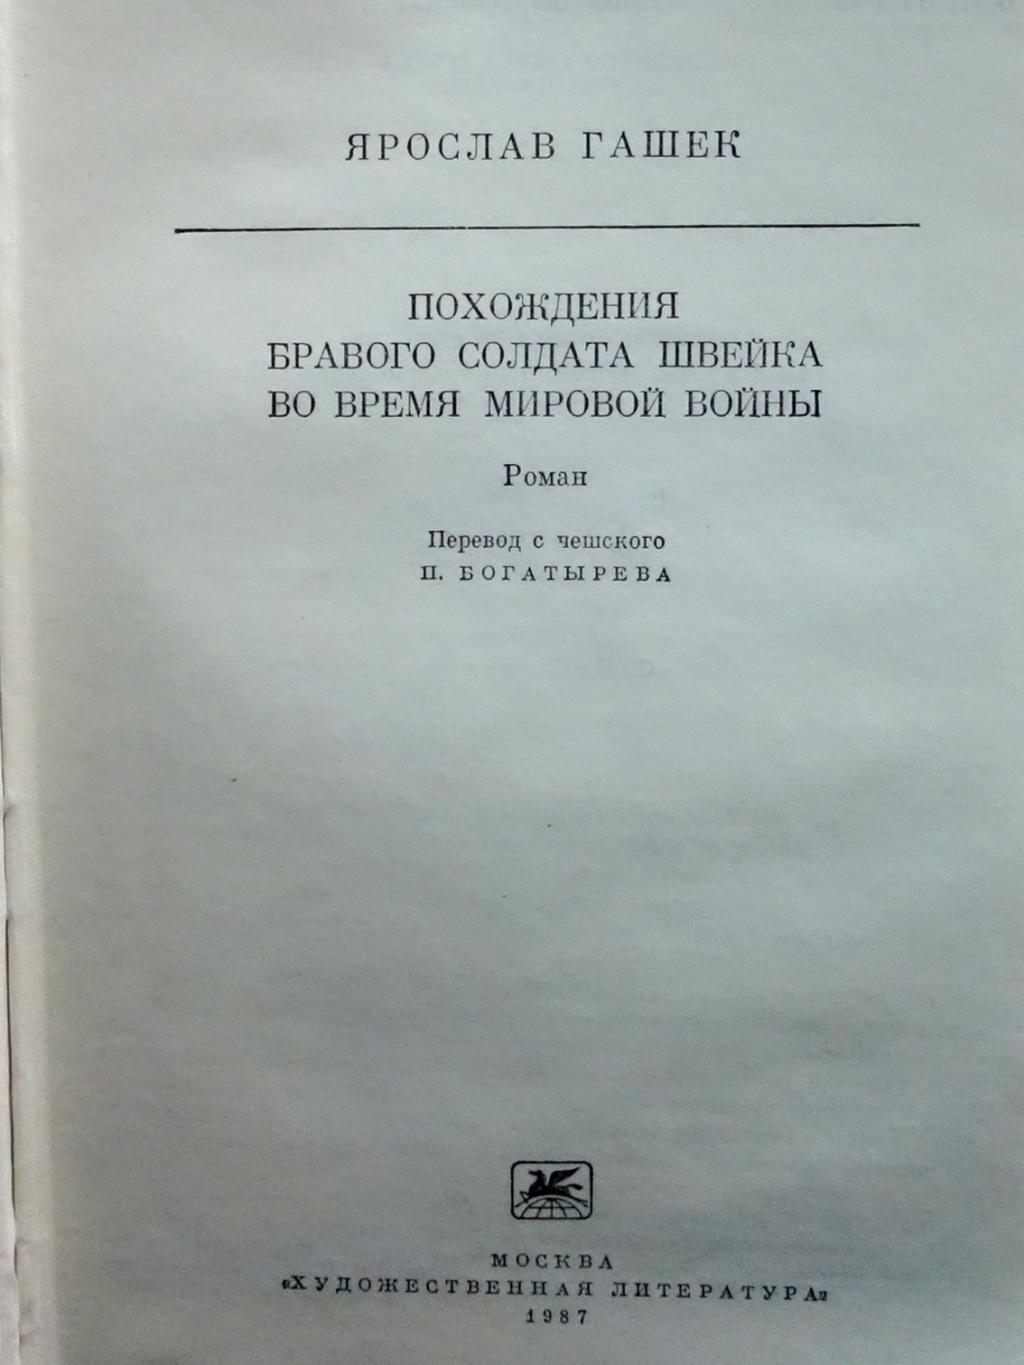 ЯРОСЛАВ ГАШЕК
ПОХОЖДЕНИЯ
БРАВОГО СОЛДАТА ШВЕЙКА
ВО ВРЕМЯ МИРОВОЙ ВОЙНЫ
Роман
Перевод с чешского
П. БОГАТЫРЕВА
МОСКВА
«ХУДОЖЕСТВЕННАЯ ЛИТЕРАТУРА»
1987